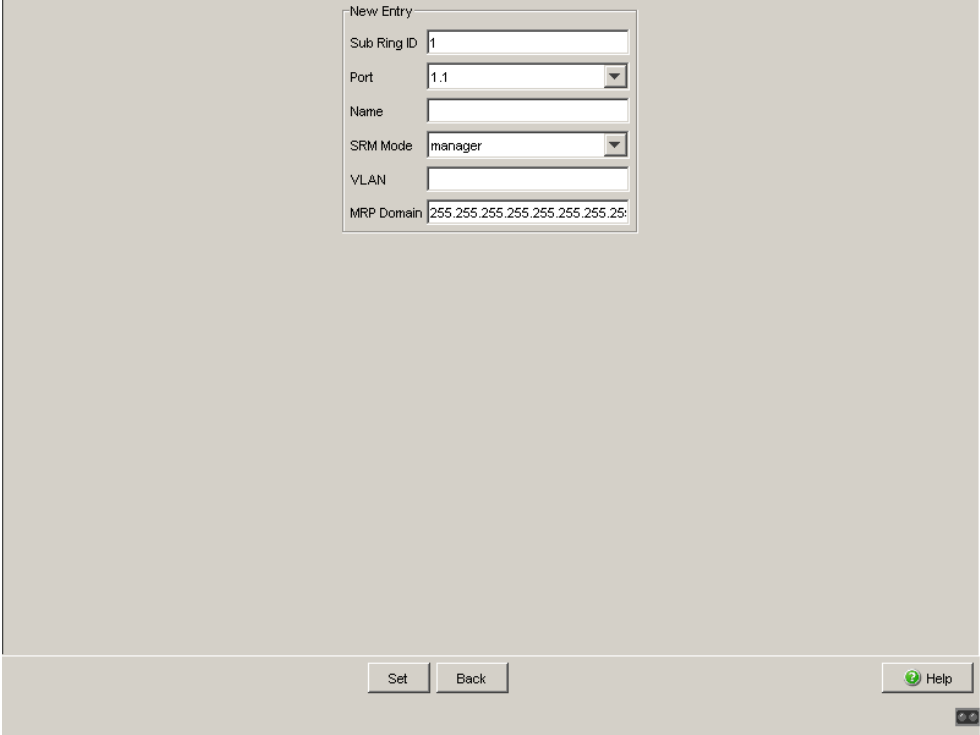 New Entry
Sub Ring ID 1
Port 1.1
Name
SRM Mode manager
VLAN
MRP Domain 255.255.255.255.255.255.255.25
Set Back Help